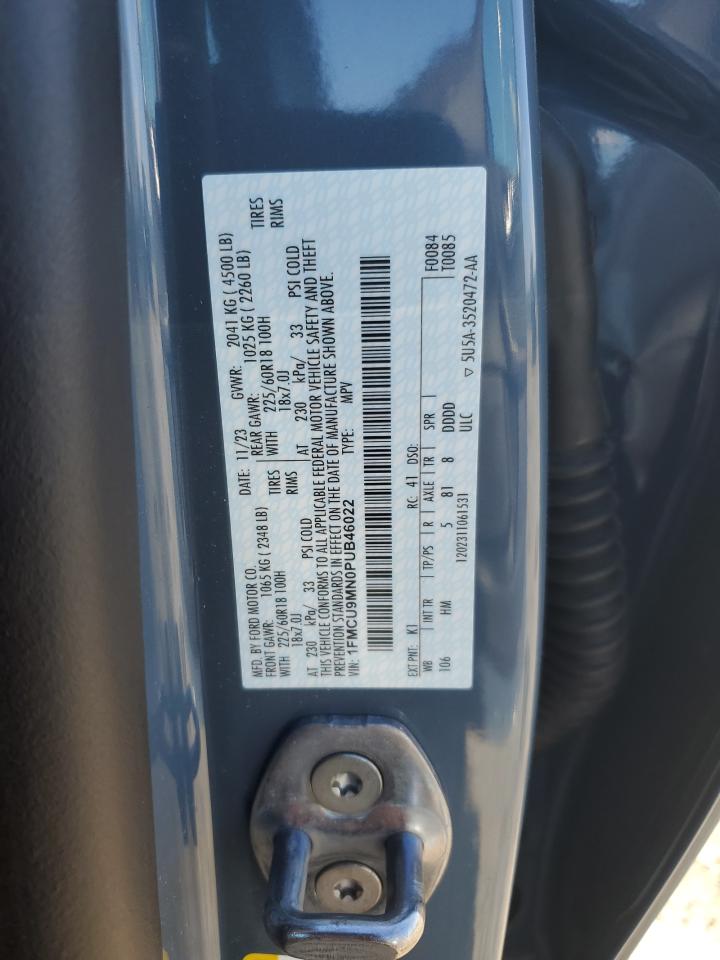 MFD. BY FORD MOTOR CO. DATE: 11/23 GVWR: 2041 KG ( 4500 LB)
FRONT GAWR: 1065 KG ( 2348 LB) REAR GAWR: 1025 KG ( 2260 LB)
WITH 225/60R18 100H TIRES WITH 225/60R18 100H TIRES
18x7.0J RIMS 18x7.0J RIMS
AT 230 kPa/ 33 PSI COLD AT 230 kPa/ 33 PSI COLD
THIS VEHICLE CONFORMS TO ALL APPLICABLE FEDERAL MOTOR VEHICLE SAFETY AND THEFT
PREVENTION STANDARDS IN EFFECT ON THE DATE OF MANUFACTURE SHOWN ABOVE.
VIN: 1FMCU9MN0PUB46022 TYPE: MPV
EXT PNT: K1 RC: 41 DSO: F0084
WB INT TR TP/PS R AXLE TR SPR T0085
106 HM 5 81 8 DDDD
1202311061531 ULC ▽ 5U5A-3520472-AA